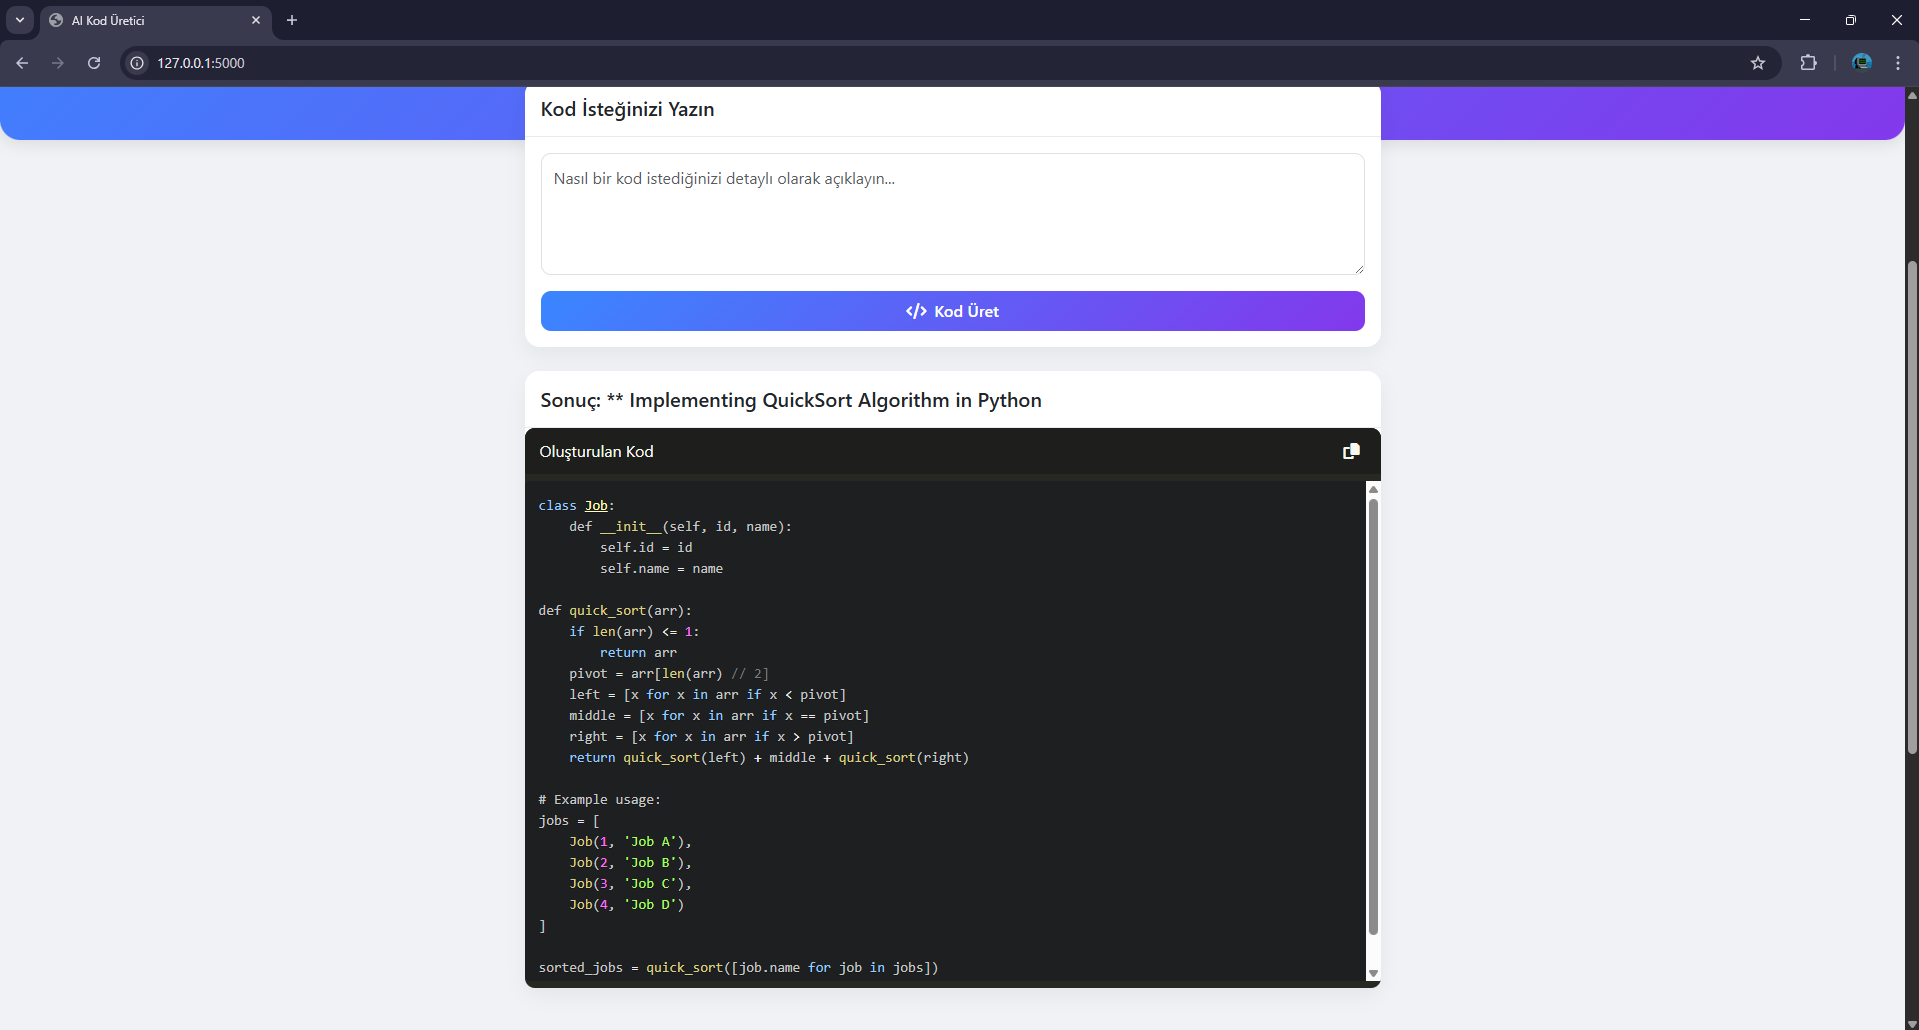 AI Kod Üretici
127.0.0.1:5000
Kod İsteğinizi Yazın
Nasıl bir kod istediğinizi detaylı olarak açıklayın...
</> Kod Üret
Sonuç: ** Implementing QuickSort Algorithm in Python
Oluşturulan Kod
class Job:
    def __init__(self, id, name):
        self.id = id
        self.name = name
def quick_sort(arr):
    if len(arr) <= 1:
        return arr
    pivot = arr[len(arr) // 2]
    left = [x for x in arr if x < pivot]
    middle = [x for x in arr if x == pivot]
    right = [x for x in arr if x > pivot]
    return quick_sort(left) + middle + quick_sort(right)
# Example usage:
jobs = [
    Job(1, 'Job A'),
    Job(2, 'Job B'),
    Job(3, 'Job C'),
    Job(4, 'Job D')
]
sorted_jobs = quick_sort([job.name for job in jobs])